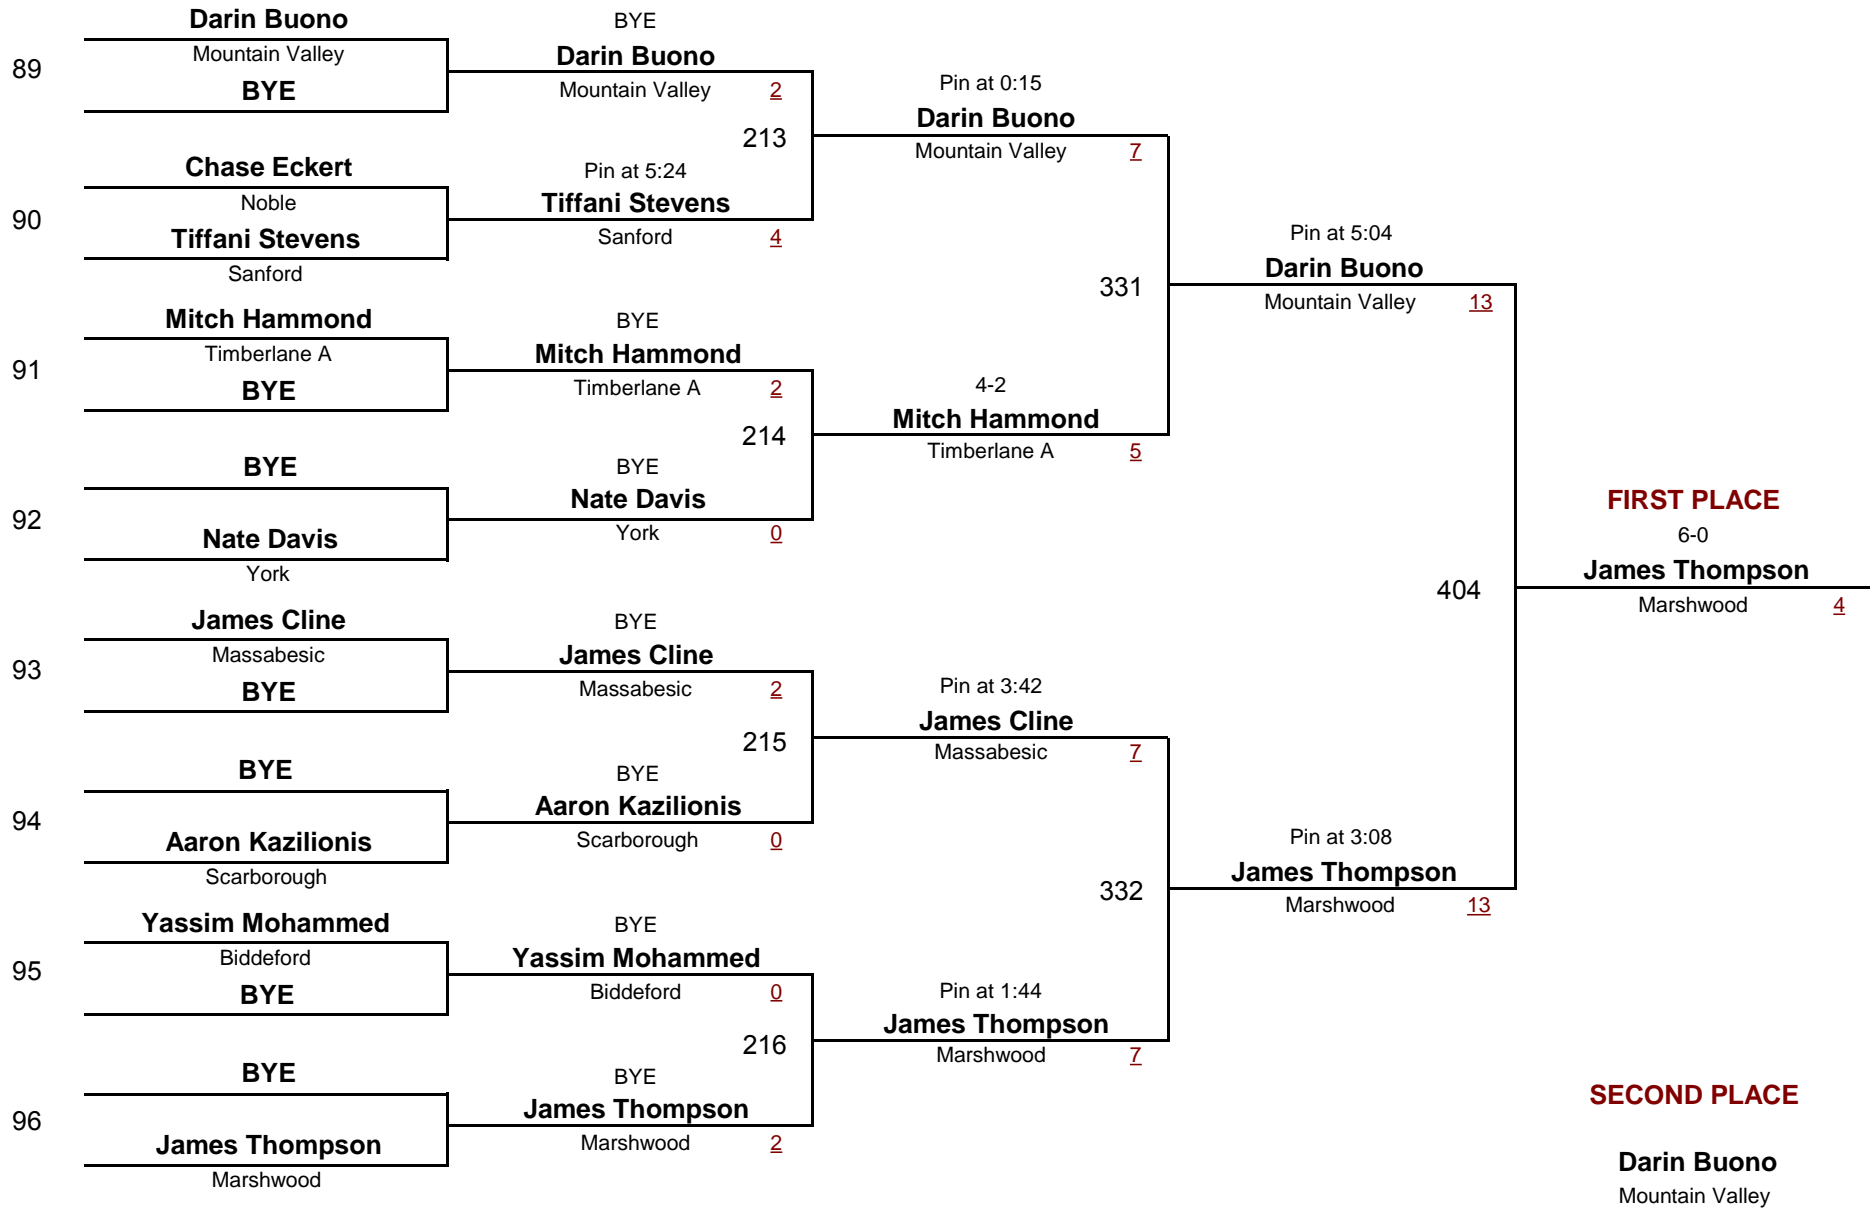 Darin Buono
Mountain Valley
89
BYE
Chase Eckert
Noble
90
Tiffani Stevens
Sanford
Mitch Hammond
Timberlane A
91
BYE
BYE
92
Nate Davis
York
James Cline
Massabesic
93
BYE
BYE
94
Aaron Kazilionis
Scarborough
Yassim Mohammed
Biddeford
95
BYE
BYE
96
James Thompson
Marshwood
BYE
Darin Buono
Mountain Valley 2
213
Pin at 5:24
Tiffani Stevens
Sanford 4
BYE
Mitch Hammond
Timberlane A 2
214
BYE
Nate Davis
York 0
BYE
James Cline
Massabesic 2
215
BYE
Aaron Kazilionis
Scarborough 0
BYE
Yassim Mohammed
Biddeford 0
216
BYE
James Thompson
Marshwood 2
Pin at 0:15
Darin Buono
Mountain Valley 7
331
4-2
Mitch Hammond
Timberlane A 5
Pin at 3:42
James Cline
Massabesic 7
332
Pin at 1:44
James Thompson
Marshwood 7
Pin at 5:04
Darin Buono
Mountain Valley 13
404
Pin at 3:08
James Thompson
Marshwood 13
FIRST PLACE
6-0
James Thompson
Marshwood 4
SECOND PLACE
Darin Buono
Mountain Valley